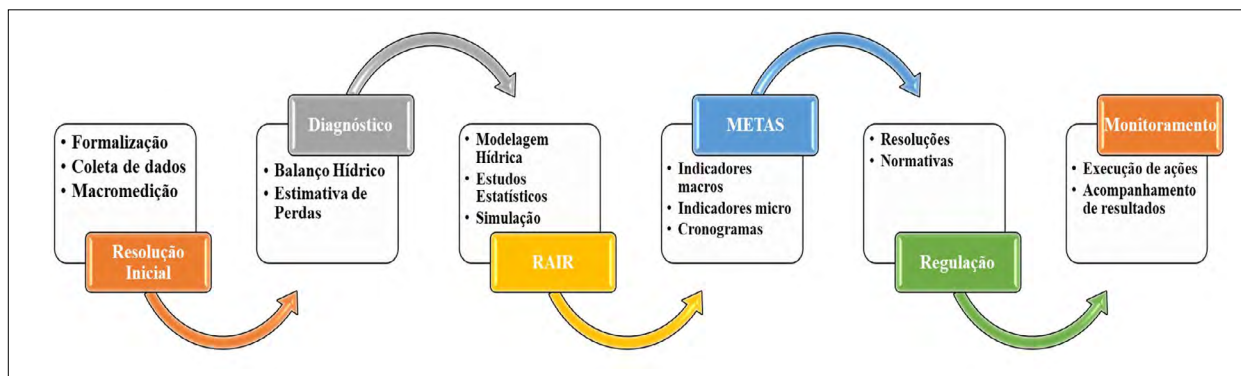 • Formalização
• Coleta de dados
• Macromedição
Resolução
Inicial
Diagnóstico
• Balanço Hídrico
• Estimativa de
Perdas
• Modelagem
Hídrica
• Estudos
Estatísticos
• Simulação
RAIR
METAS
• Indicadores
macros
• Indicadores micro
• Cronogramas
• Resoluções
• Normativas
Regulação
Monitoramento
• Execução de ações
• Acompanhamento
de resultados